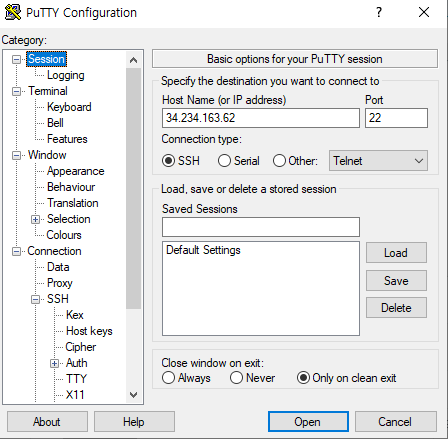 PuTTY Configuration
Category:
Session
Logging
Terminal
Keyboard
Bell
Features
Window
Appearance
Behaviour
Translation
Selection
Colours
Connection
Data
Proxy
SSH
Kex
Host keys
Cipher
Auth
TTY
X11
Basic options for your PuTTY session
Specify the destination you want to connect to
Host Name (or IP address) Port
34.234.163.62 22
Connection type:
SSH Serial Other: Telnet
Load, save or delete a stored session
Saved Sessions
Default Settings
Load
Save
Delete
Close window on exit:
Always Never Only on clean exit
About Help Open Cancel